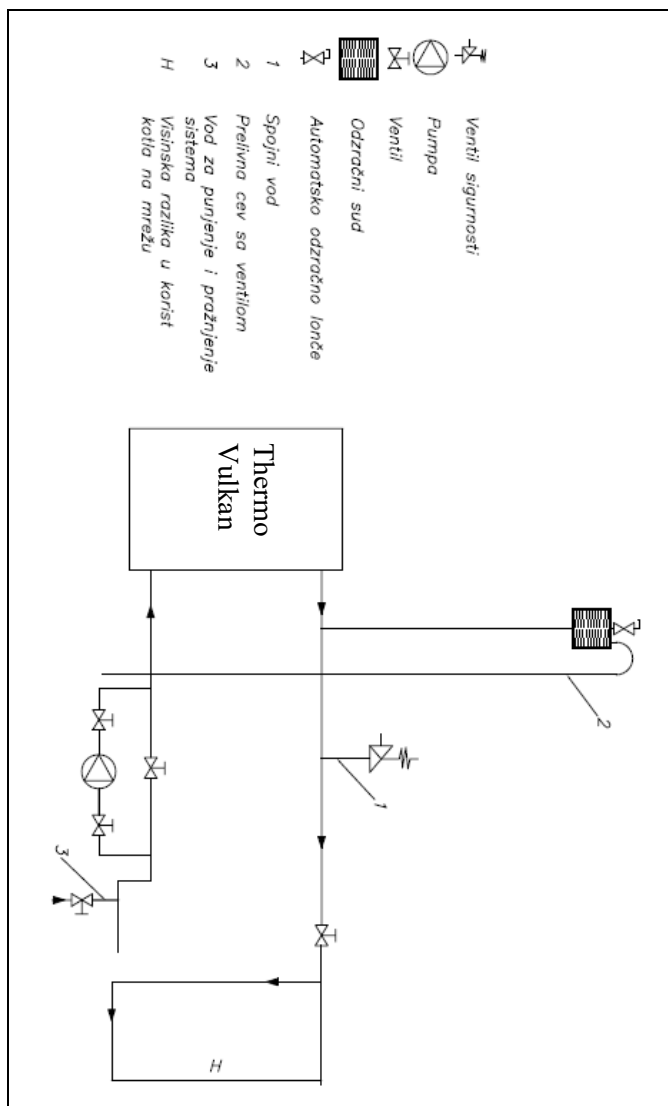 Ventil sigurnosti
Pumpa
Ventil
Odzračni sud
Automatsko odzračno lonče
1 Spojni vod
2 Prelivna cev sa ventilom
3 Vod za punjenje i pražnjenje
sistema
H Visinska razlika u korist
kotla na mrežu
Thermo
Vulkan
2
1
3
H